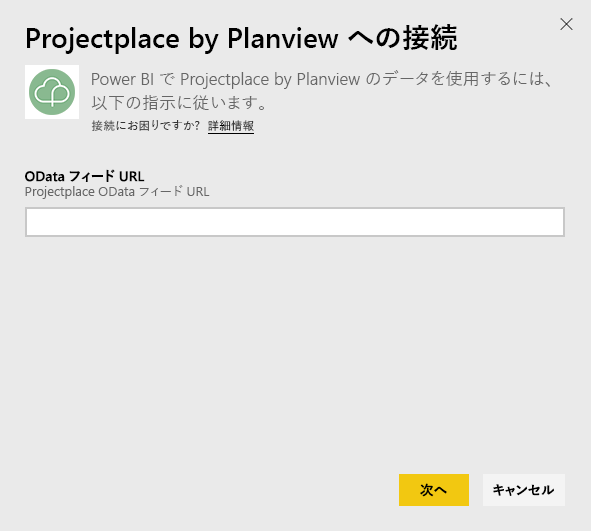 Projectplace by Planview への接続
Power BI で Projectplace by Planview のデータを使用するには、
以下の指示に従います。
接続にお困りですか? 詳細情報
OData フィード URL
Projectplace OData フィード URL
次へ キャンセル